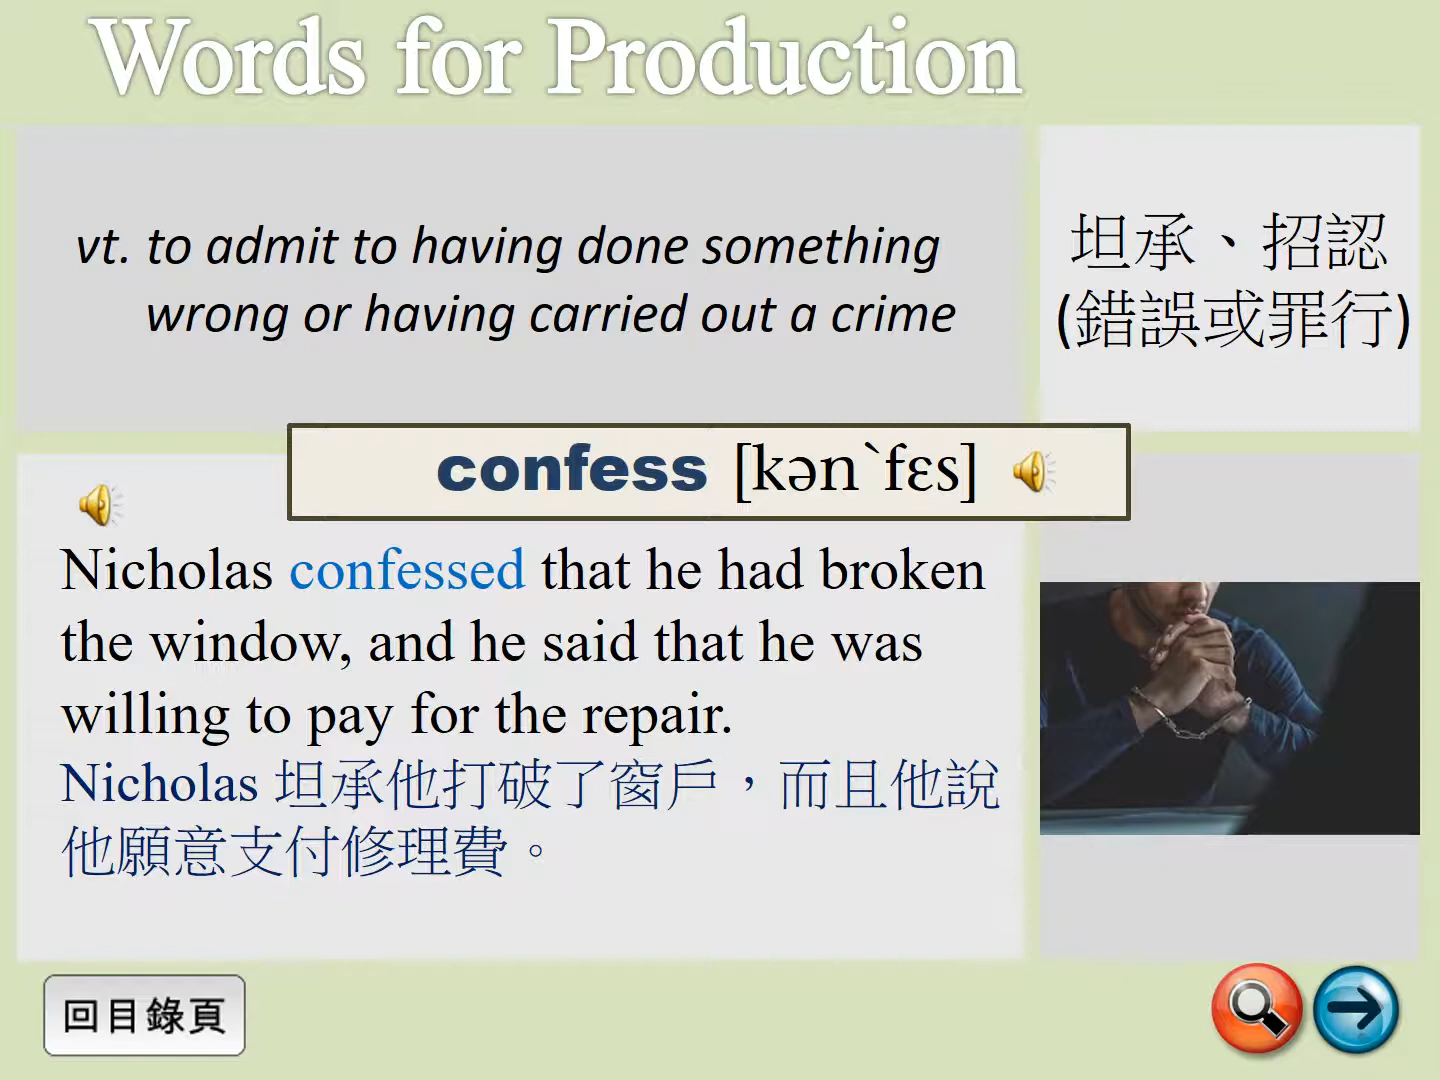 Words for Production
vt. to admit to having done something
wrong or having carried out a crime
坦承、招認
(錯誤或罪行)
confess [kən`fɛs]
Nicholas confessed that he had broken
the window, and he said that he was
willing to pay for the repair.
Nicholas 坦承他打破了窗戶，而且他說
他願意支付修理費。
回目錄頁